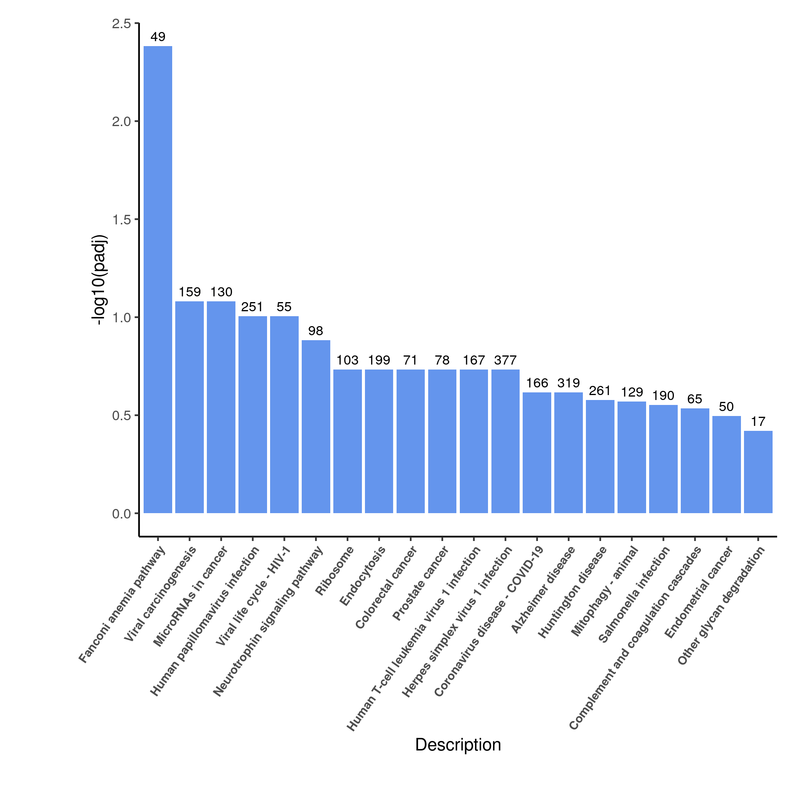 2.5
2.0
1.5
1.0
0.5
0.0
-log10(padj)
49
159
130
251
55
98
103
199
71
78
167
377
166
319
261
129
190
65
50
17
Fanconi anemia pathway
Viral carcinogenesis
MicroRNAs in cancer
Human papillomavirus infection
Viral life cycle - HIV-1
Neurotrophin signaling pathway
Ribosome
Endocytosis
Colorectal cancer
Prostate cancer
Human T-cell leukemia virus 1 infection
Herpes simplex virus 1 infection
Coronavirus disease - COVID-19
Alzheimer disease
Huntington disease
Mitophagy - animal
Salmonella infection
Complement and coagulation cascades
Endometrial cancer
Other glycan degradation
Description